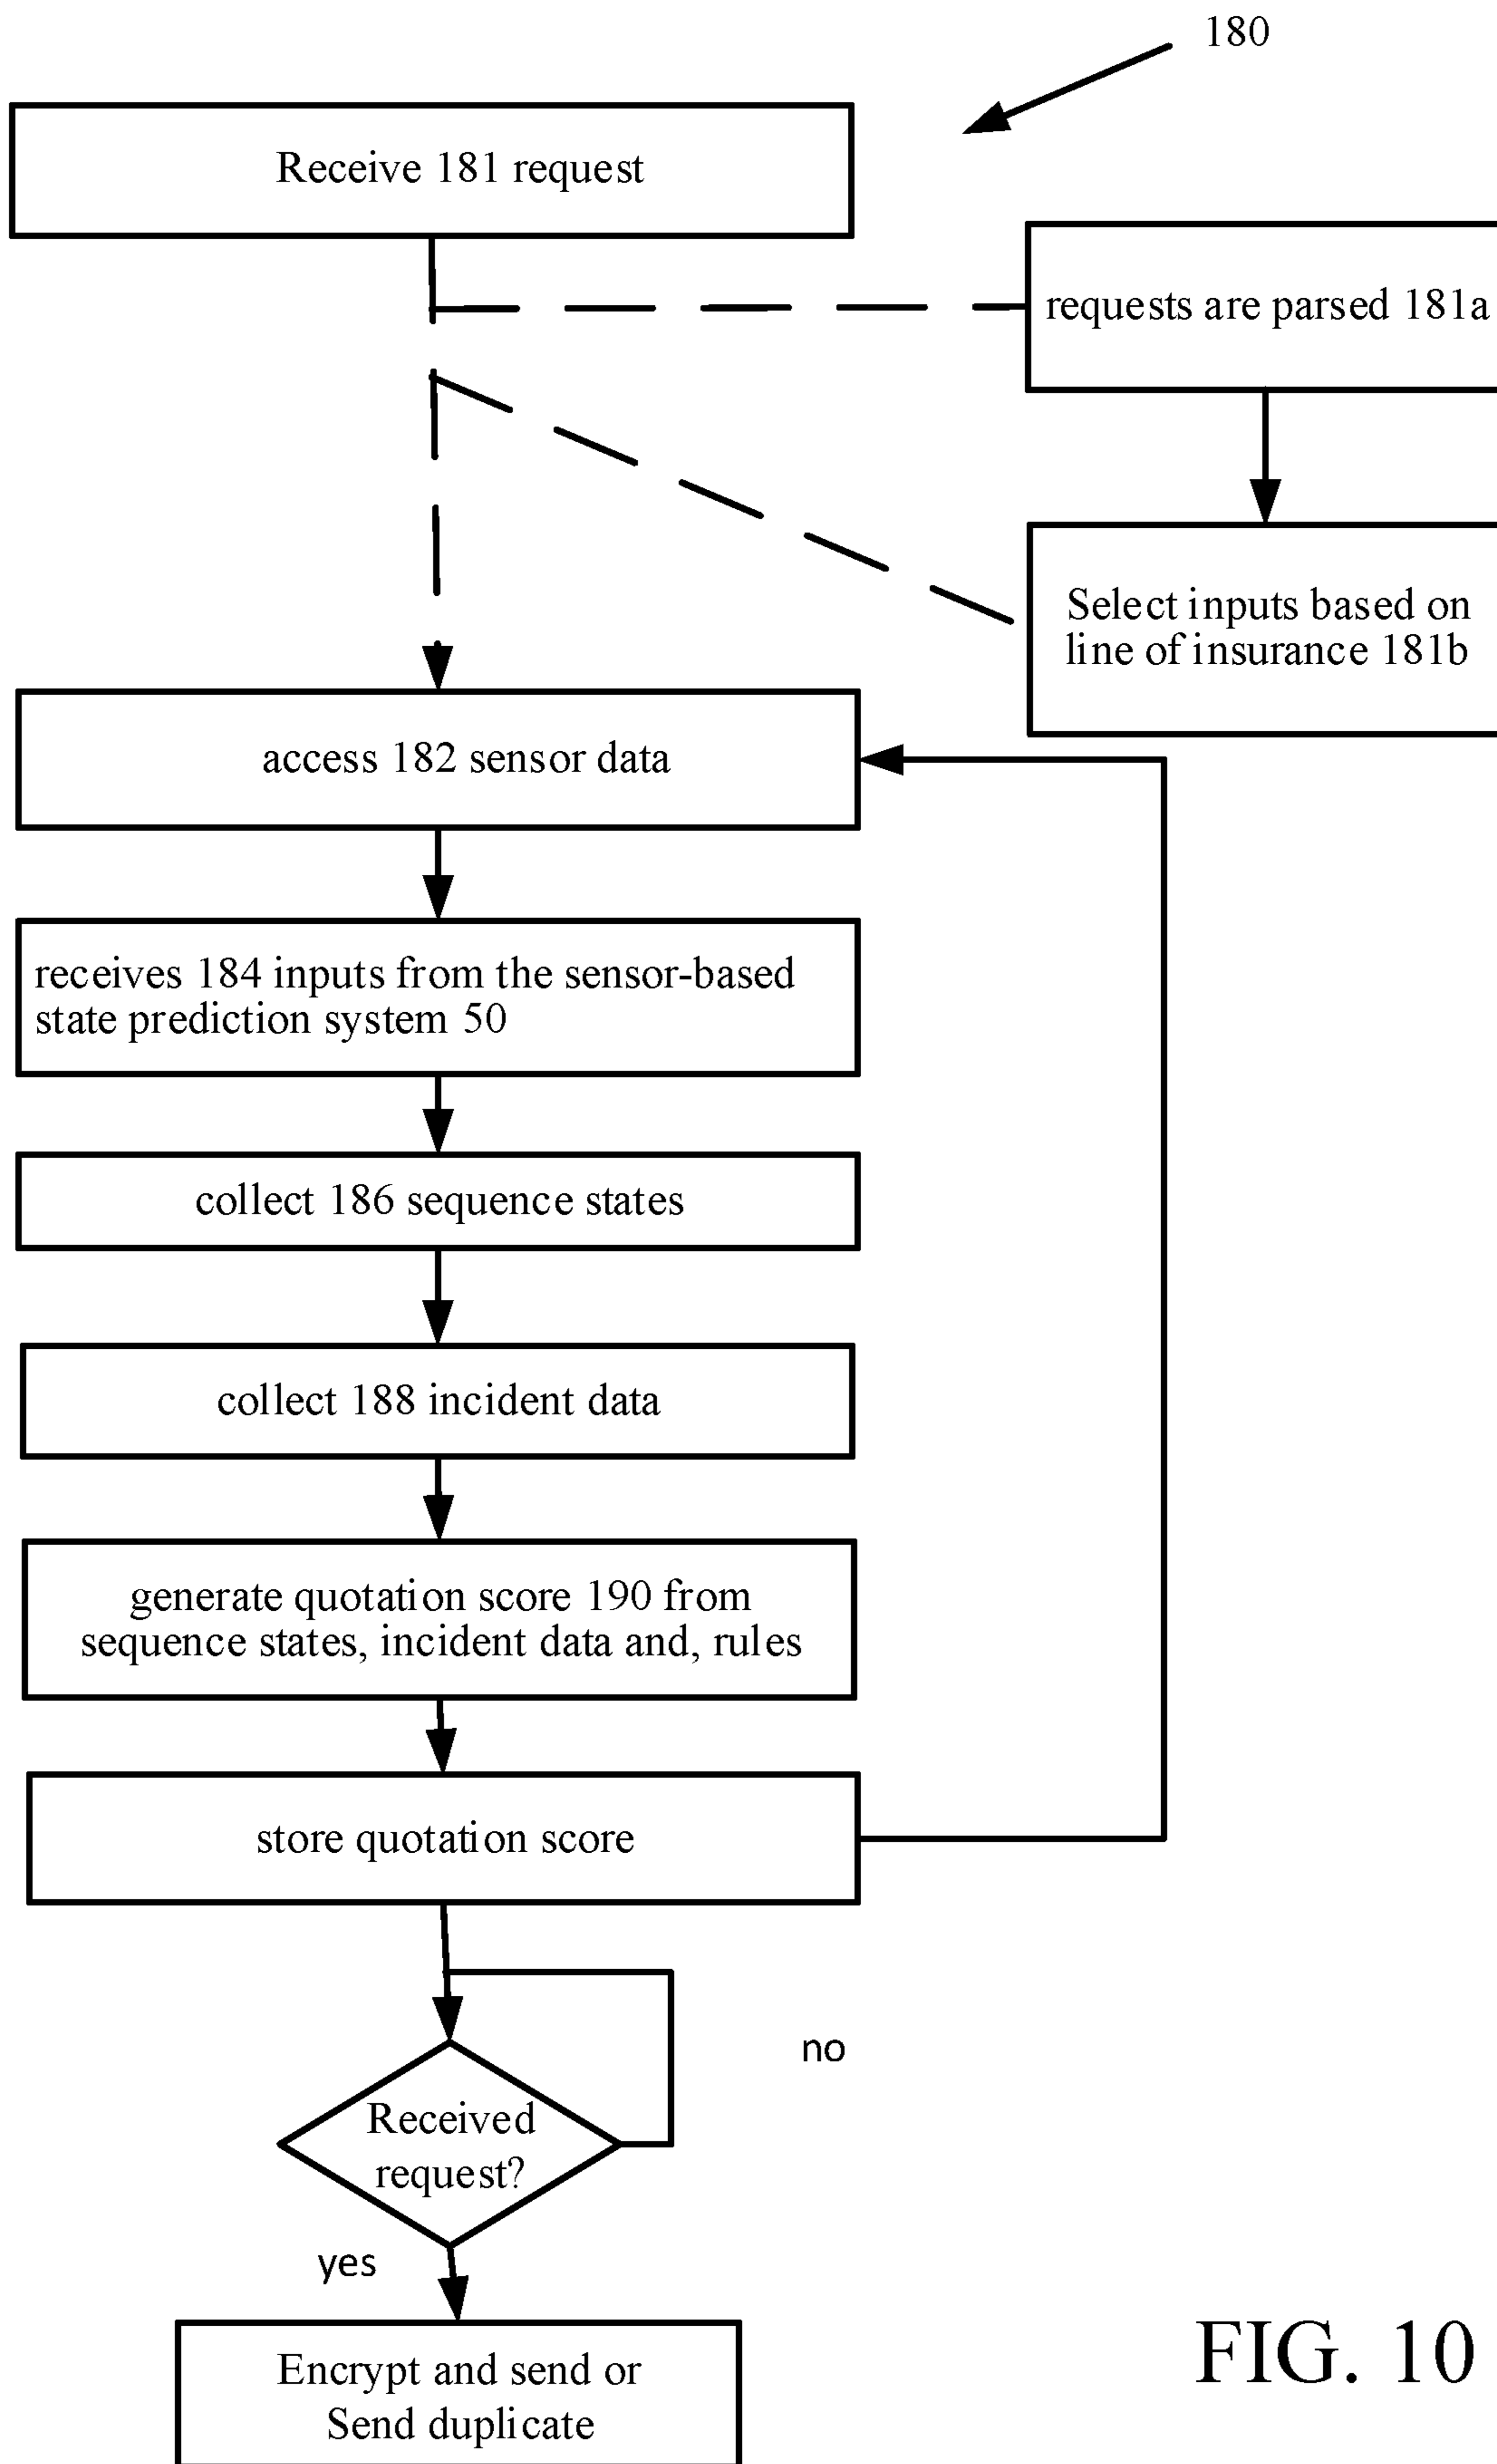 180
Receive 181 request
requests are parsed 181a
Select inputs based on
line of insurance 181b
access 182 sensor data
receives 184 inputs from the sensor-based
state prediction system 50
collect 186 sequence states
collect 188 incident data
generate quotation score 190 from
sequence states, incident data and, rules
store quotation score
no
Received
request?
yes
Encrypt and send or
Send duplicate
FIG. 10